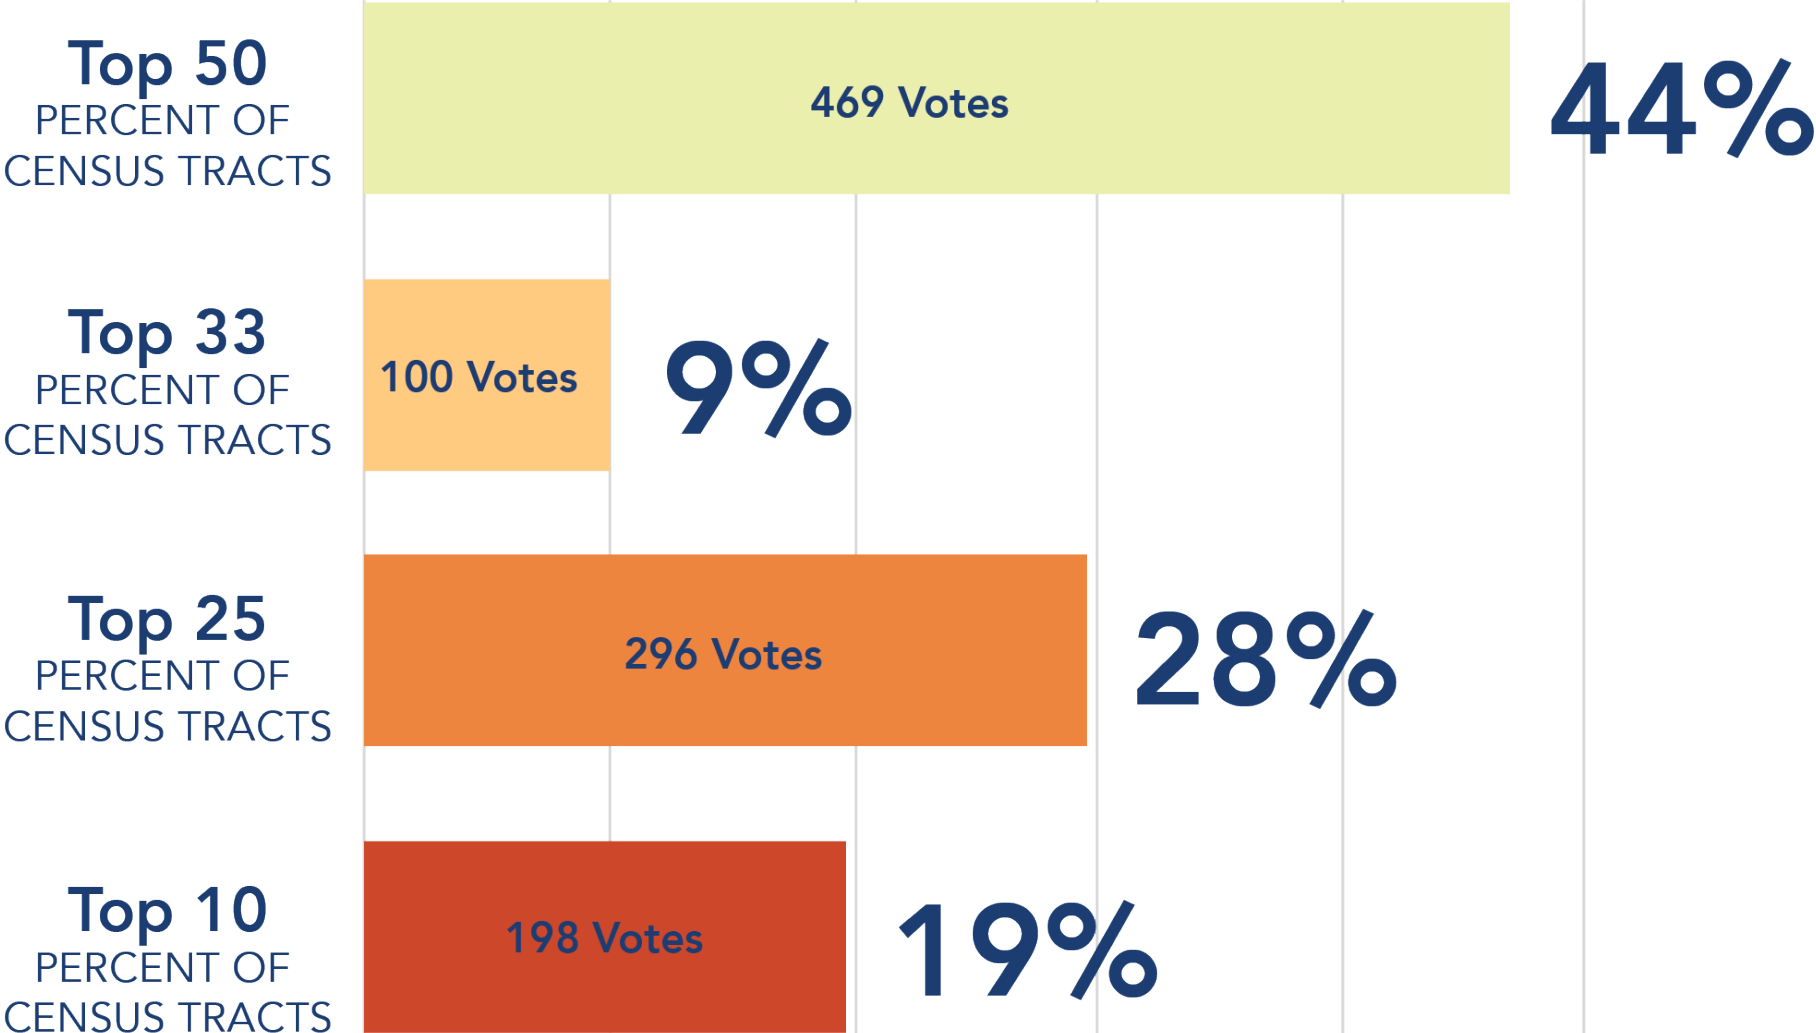 Top 50
PERCENT OF
CENSUS TRACTS
469 Votes
44%
Top 33
PERCENT OF
CENSUS TRACTS
100 Votes
9%
Top 25
PERCENT OF
CENSUS TRACTS
296 Votes
28%
Top 10
PERCENT OF
CENSUS TRACTS
198 Votes
19%